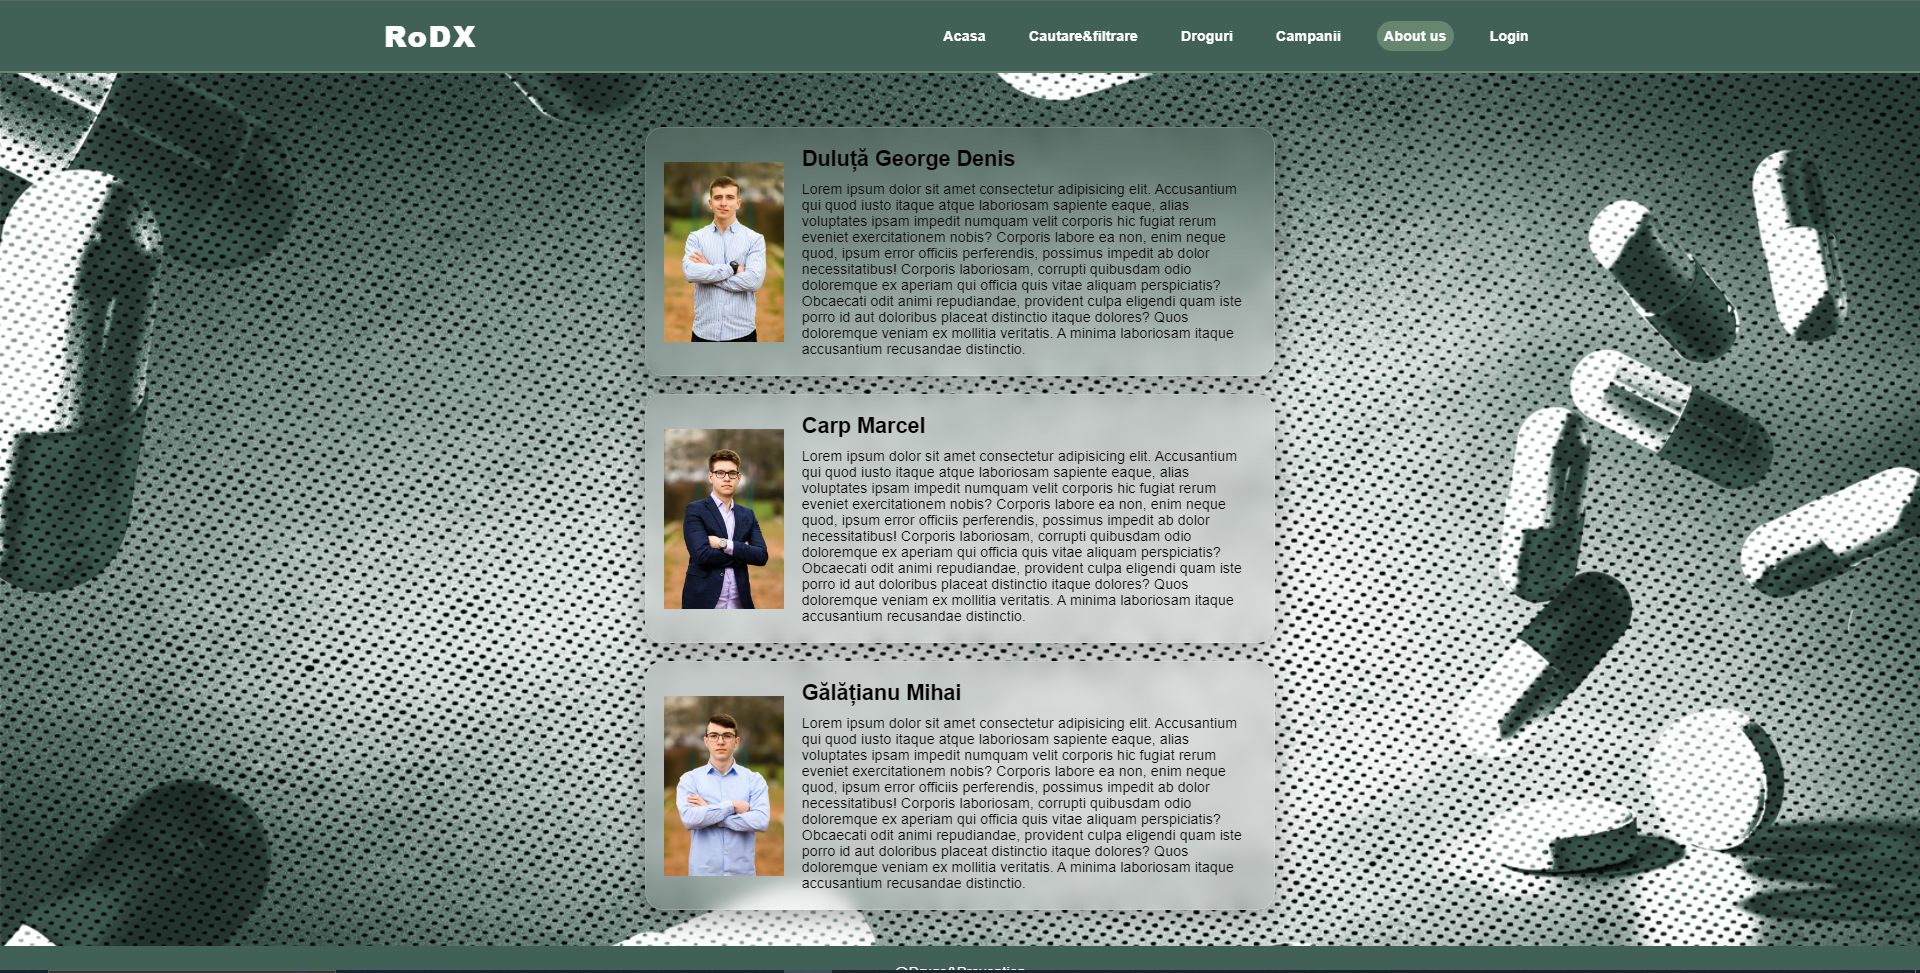 RoDX
Acasa Cautare&filtrare Droguri Campanii About us Login
Duluță George Denis
Lorem ipsum dolor sit amet consectetur adipisicing elit. Accusantium
qui quod iusto itaque atque laboriosam sapiente eaque, alias
voluptates ipsam impedit numquam velit corporis hic fugiat rerum
eveniet exercitationem nobis? Corporis labore ea non, enim neque
quod, ipsum error officiis perferendis, possimus impedit ab dolor
necessitatibus! Corporis laboriosam, corrupti quibusdam odio
doloremque ex aperiam qui officia quis vitae aliquam perspiciatis?
Obcaecati odit animi repudiandae, provident culpa eligendi quam iste
porro id aut doloribus placeat distinctio itaque dolores? Quos
doloremque veniam ex mollitia veritatis. A minima laboriosam itaque
accusantium recusandae distinctio.
Carp Marcel
Lorem ipsum dolor sit amet consectetur adipisicing elit. Accusantium
qui quod iusto itaque atque laboriosam sapiente eaque, alias
voluptates ipsam impedit numquam velit corporis hic fugiat rerum
eveniet exercitationem nobis? Corporis labore ea non, enim neque
quod, ipsum error officiis perferendis, possimus impedit ab dolor
necessitatibus! Corporis laboriosam, corrupti quibusdam odio
doloremque ex aperiam qui officia quis vitae aliquam perspiciatis?
Obcaecati odit animi repudiandae, provident culpa eligendi quam iste
porro id aut doloribus placeat distinctio itaque dolores? Quos
doloremque veniam ex mollitia veritatis. A minima laboriosam itaque
accusantium recusandae distinctio.
Gălățianu Mihai
Lorem ipsum dolor sit amet consectetur adipisicing elit. Accusantium
qui quod iusto itaque atque laboriosam sapiente eaque, alias
voluptates ipsam impedit numquam velit corporis hic fugiat rerum
eveniet exercitationem nobis? Corporis labore ea non, enim neque
quod, ipsum error officiis perferendis, possimus impedit ab dolor
necessitatibus! Corporis laboriosam, corrupti quibusdam odio
doloremque ex aperiam qui officia quis vitae aliquam perspiciatis?
Obcaecati odit animi repudiandae, provident culpa eligendi quam iste
porro id aut doloribus placeat distinctio itaque dolores? Quos
doloremque veniam ex mollitia veritatis. A minima laboriosam itaque
accusantium recusandae distinctio.